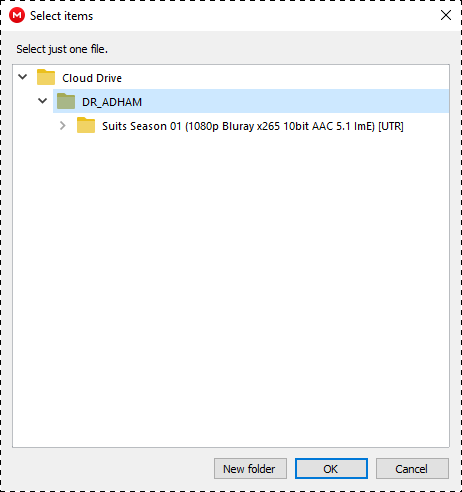 Select items
Select just one file.
Cloud Drive
DR_ADHAM
Suits Season 01 (1080p Bluray x265 10bit AAC 5.1 ImE) [UTR]
New folder
OK
Cancel